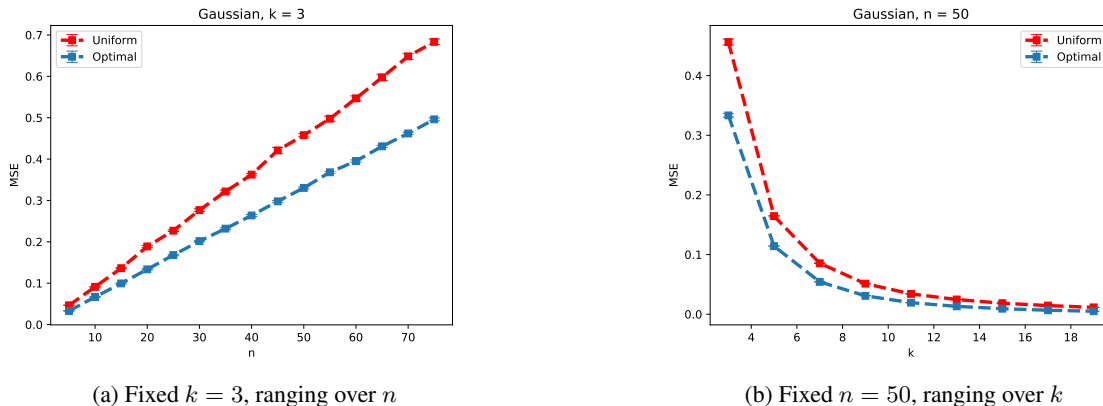 Gaussian, k = 3
Uniform
Optimal
0.7
0.6
0.5
0.4
0.3
0.2
0.1
0.0
MSE
10 20 30 40 50 60 70
n
(a) Fixed k = 3, ranging over n
Gaussian, n = 50
Uniform
Optimal
0.4
0.3
0.2
0.1
0.0
MSE
4 6 8 10 12 14 16 18
k
(b) Fixed n = 50, ranging over k